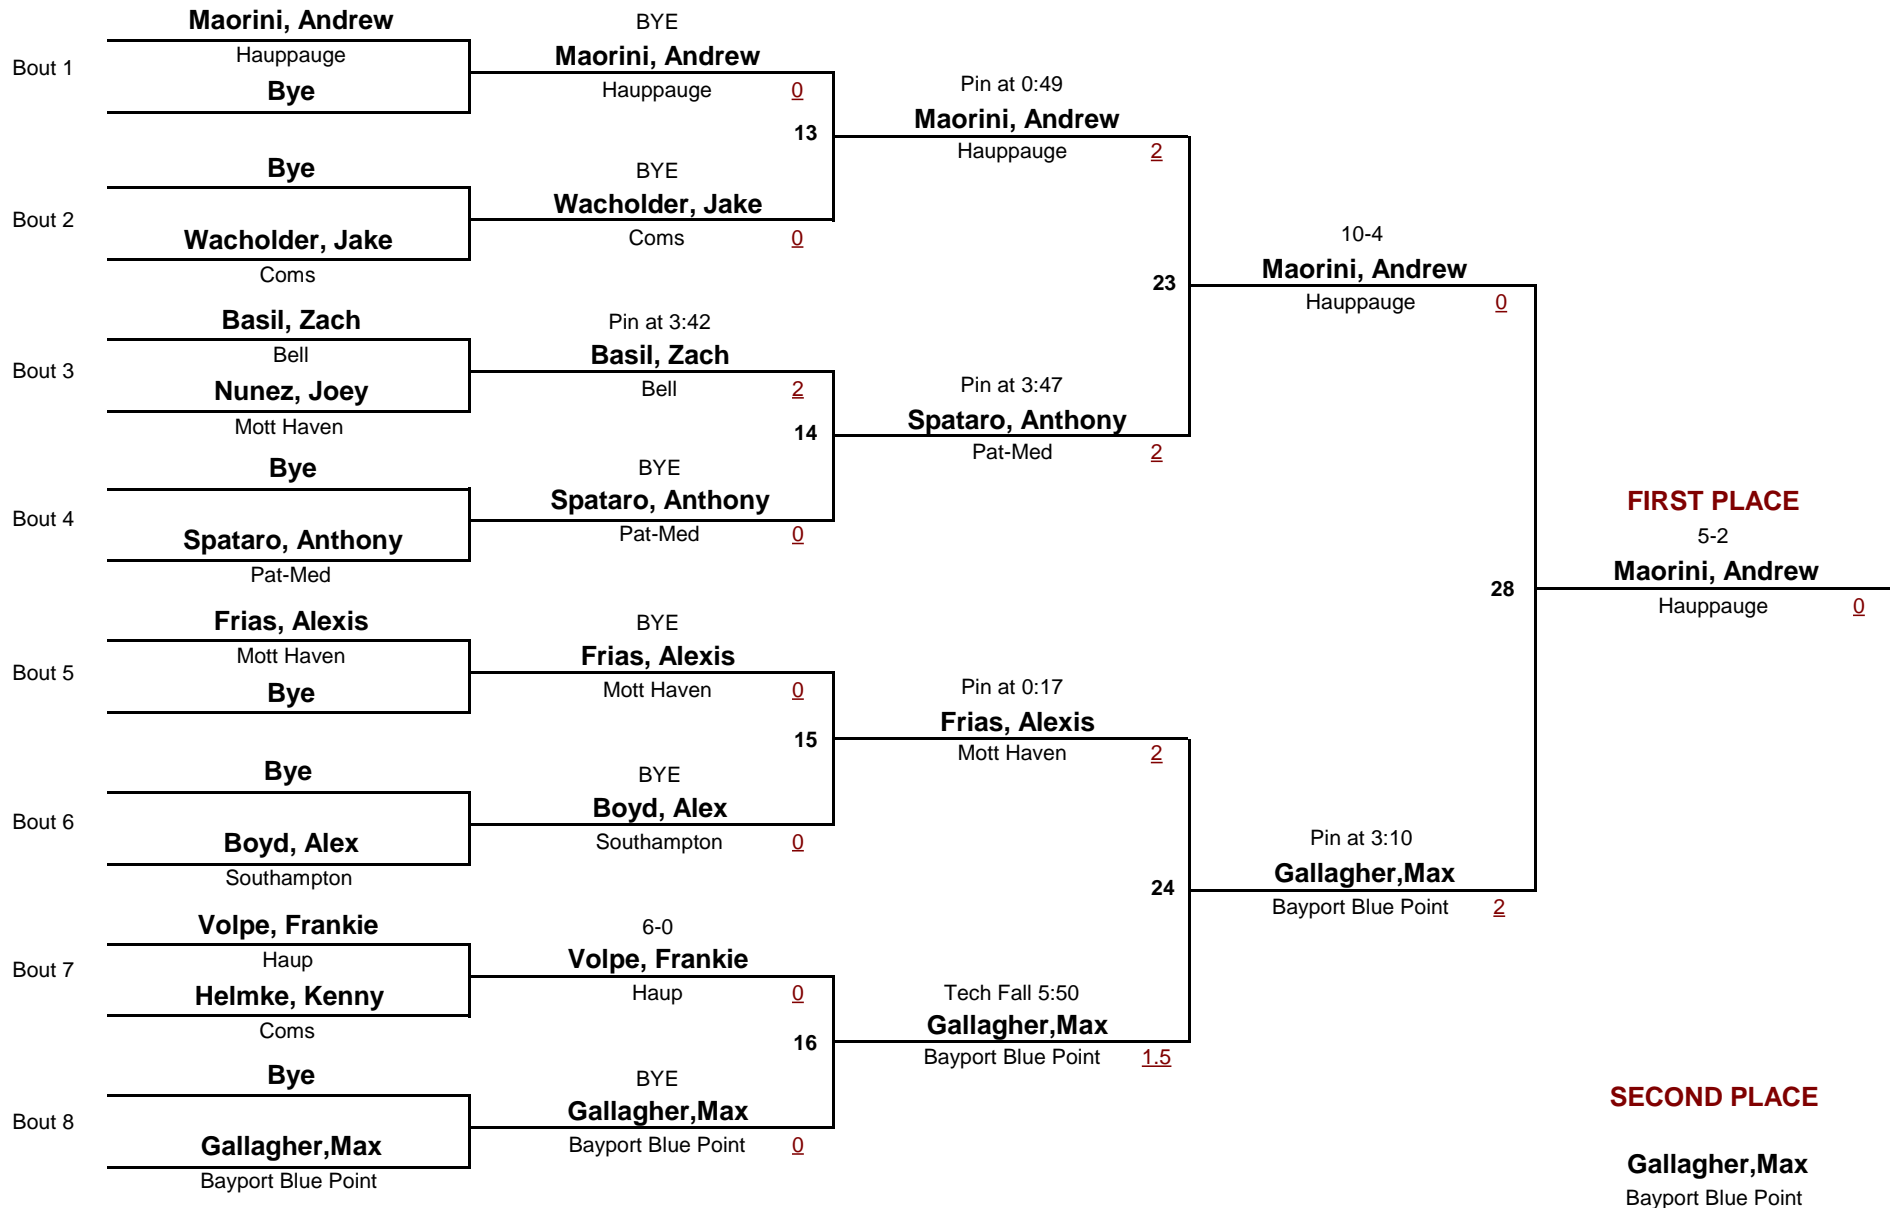 Maorini, Andrew
Hauppauge
Bout 1
Bye
Bye
Bout 2
Wacholder, Jake
Coms
Basil, Zach
Bell
Bout 3
Nunez, Joey
Mott Haven
Bye
Bout 4
Spataro, Anthony
Pat-Med
Frias, Alexis
Mott Haven
Bout 5
Bye
Bye
Bout 6
Boyd, Alex
Southampton
Volpe, Frankie
Haup
Bout 7
Helmke, Kenny
Coms
Bye
Bout 8
Gallagher,Max
Bayport Blue Point
BYE
Maorini, Andrew
Hauppauge 0
13
BYE
Wacholder, Jake
Coms 0
Pin at 3:42
Basil, Zach
Bell 2
14
BYE
Spataro, Anthony
Pat-Med 0
BYE
Frias, Alexis
Mott Haven 0
15
BYE
Boyd, Alex
Southampton 0
6-0
Volpe, Frankie
Haup 0
16
BYE
Gallagher,Max
Bayport Blue Point 0
Pin at 0:49
Maorini, Andrew
Hauppauge 2
23
Pin at 3:47
Spataro, Anthony
Pat-Med 2
Pin at 0:17
Frias, Alexis
Mott Haven 2
24
Tech Fall 5:50
Gallagher,Max
Bayport Blue Point 1.5
10-4
Maorini, Andrew
Hauppauge 0
28
Pin at 3:10
Gallagher,Max
Bayport Blue Point 2
FIRST PLACE
5-2
Maorini, Andrew
Hauppauge 0
SECOND PLACE
Gallagher,Max
Bayport Blue Point